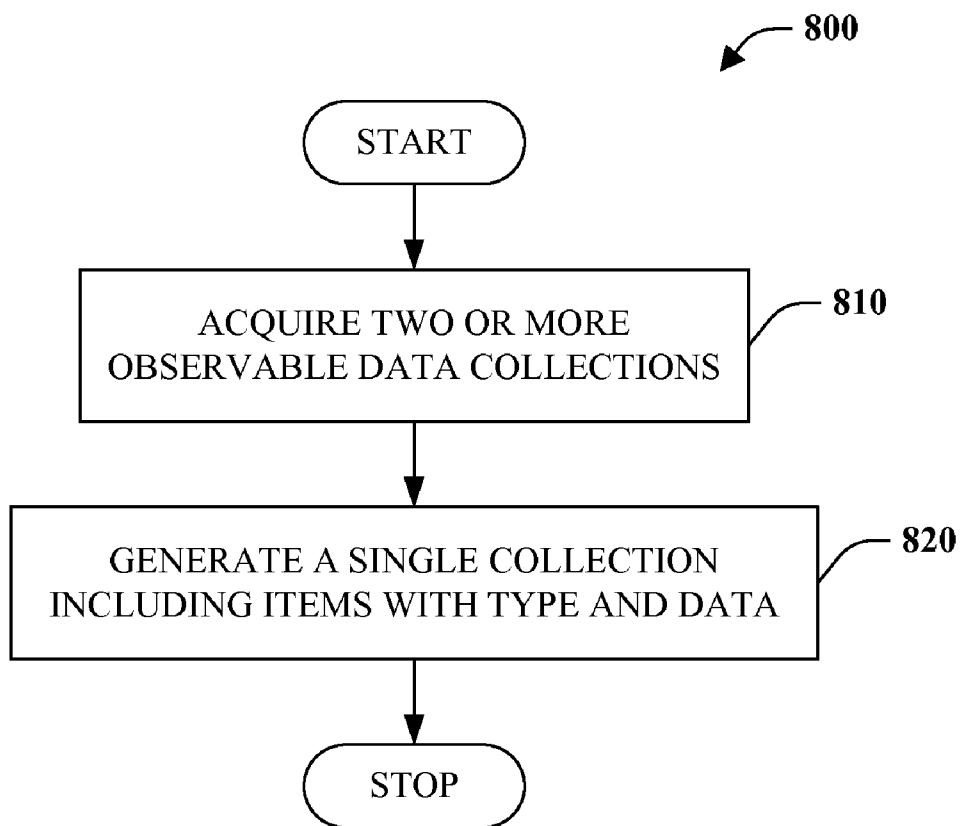 800
START
ACQUIRE TWO OR MORE
OBSERVABLE DATA COLLECTIONS
810
GENERATE A SINGLE COLLECTION
INCLUDING ITEMS WITH TYPE AND DATA
820
STOP